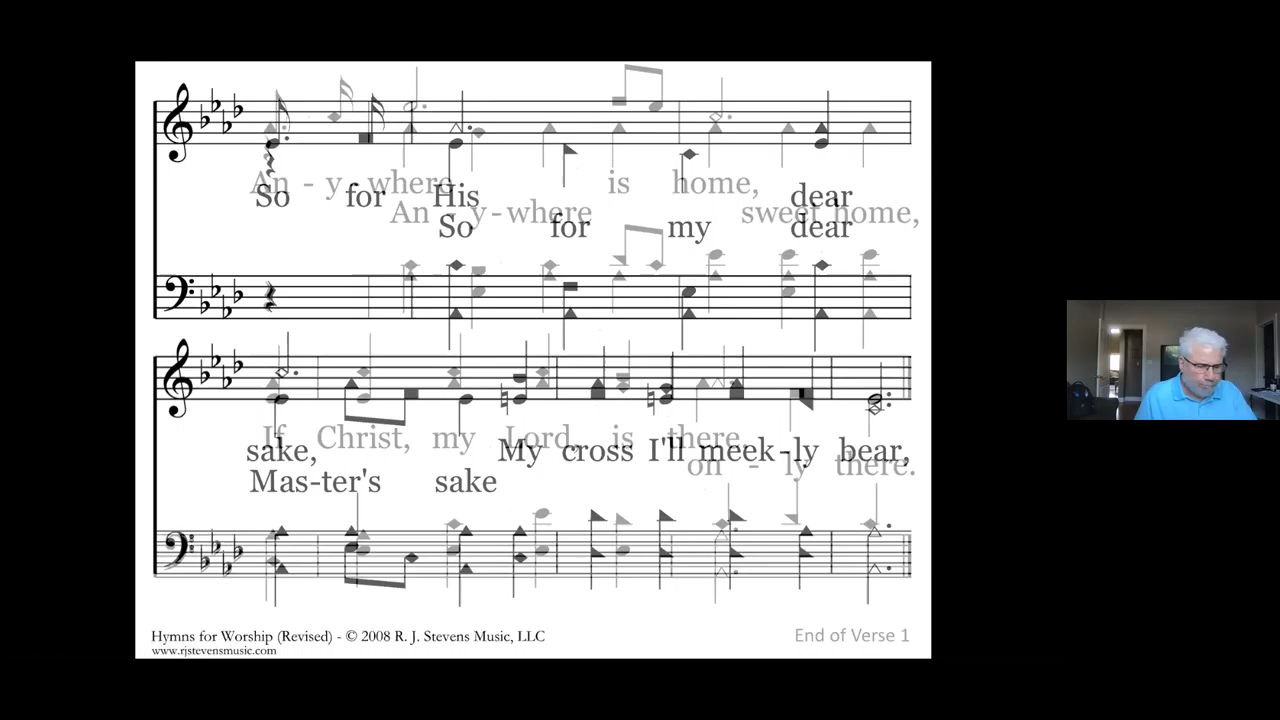 An - y - where is home,
So for His dear
An - y - where sweet home,
So for my dear
If Christ, my Lord, is there,
sake, My cross I'll meek - ly bear,
on - ly there.
Mas-ter's sake
Hymns for Worship (Revised) - © 2008 R. J. Stevens Music, LLC
www.rjstevensmusic.com
End of Verse 1